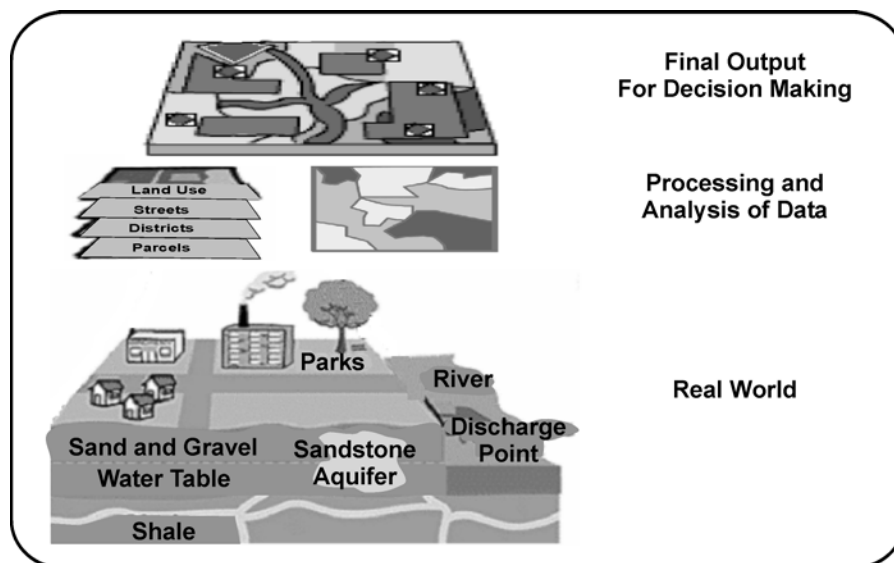 Final Output
For Decision Making
Land Use
Streets
Districts
Parcels
Processing and
Analysis of Data
Parks
River
Real World
Discharge
Point
Sand and Gravel
Sandstone
Aquifer
Water Table
Shale